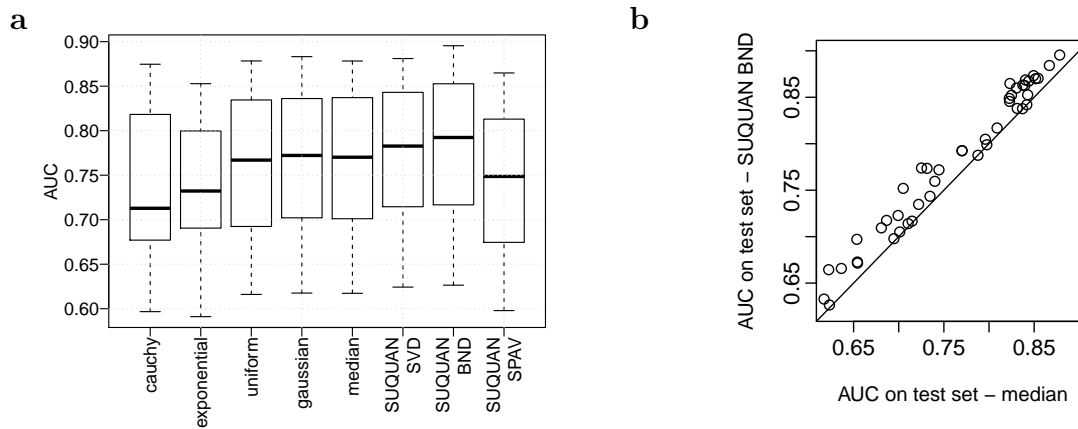 a
b
0.90
0.85
0.80
0.75
0.70
0.65
0.60
AUC
cauchy
exponential
uniform
gaussian
median
SUQUAN
SVD
SUQUAN
BND
SUQUAN
SPAV
AUC on test set − SUQUAN BND
0.85
0.75
0.65
0.65
0.75
0.85
AUC on test set − median